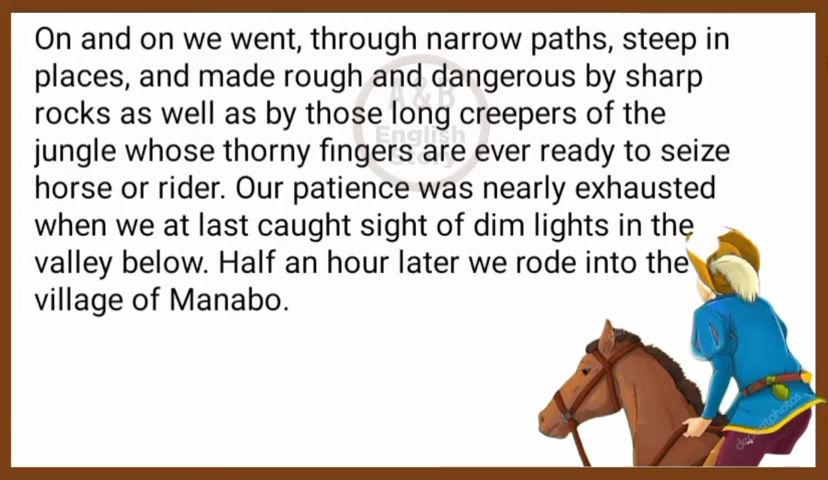 On and on we went, through narrow paths, steep in
places, and made rough and dangerous by sharp
rocks as well as by those long creepers of the
jungle whose thorny fingers are ever ready to seize
horse or rider. Our patience was nearly exhausted
when we at last caught sight of dim lights in the
valley below. Half an hour later we rode into the
village of Manabo.
A & B
English
Story
depositphotos